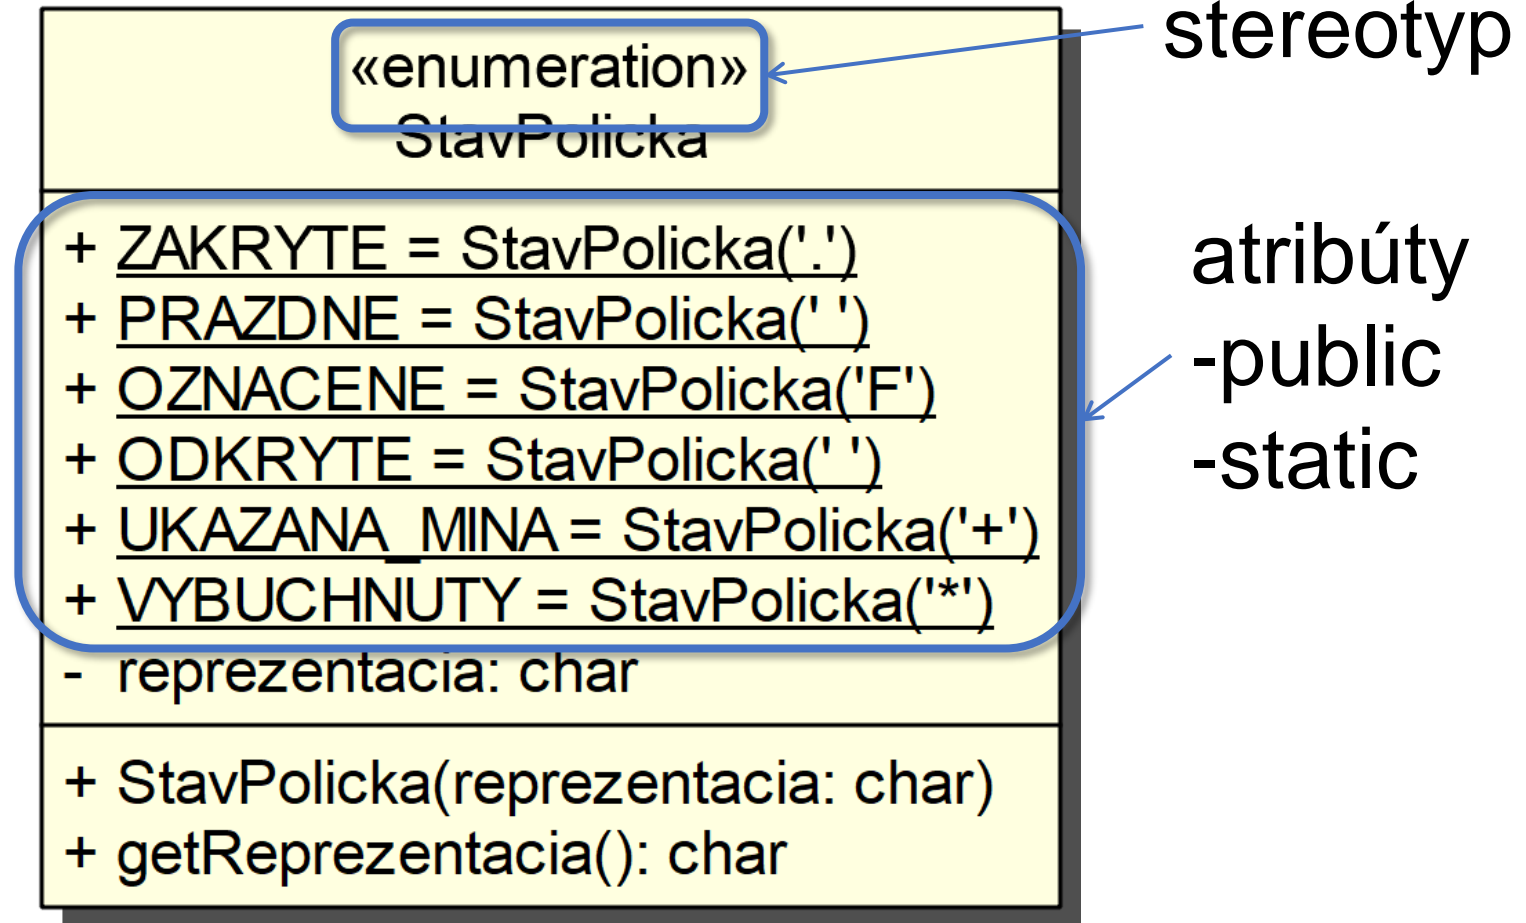 «enumeration»
StavPolicka
+ ZAKRYTE = StavPolicka('.')
+ PRAZDNE = StavPolicka(' ')
+ OZNACENE = StavPolicka('F')
+ ODKRYTE = StavPolicka(' ')
+ UKAZANA_MINA = StavPolicka('+')
+ VYBUCHNUTY = StavPolicka('*')
- reprezentacia: char
+ StavPolicka(reprezentacia: char)
+ getReprezentacia(): char
stereotyp
atribúty
-public
-static